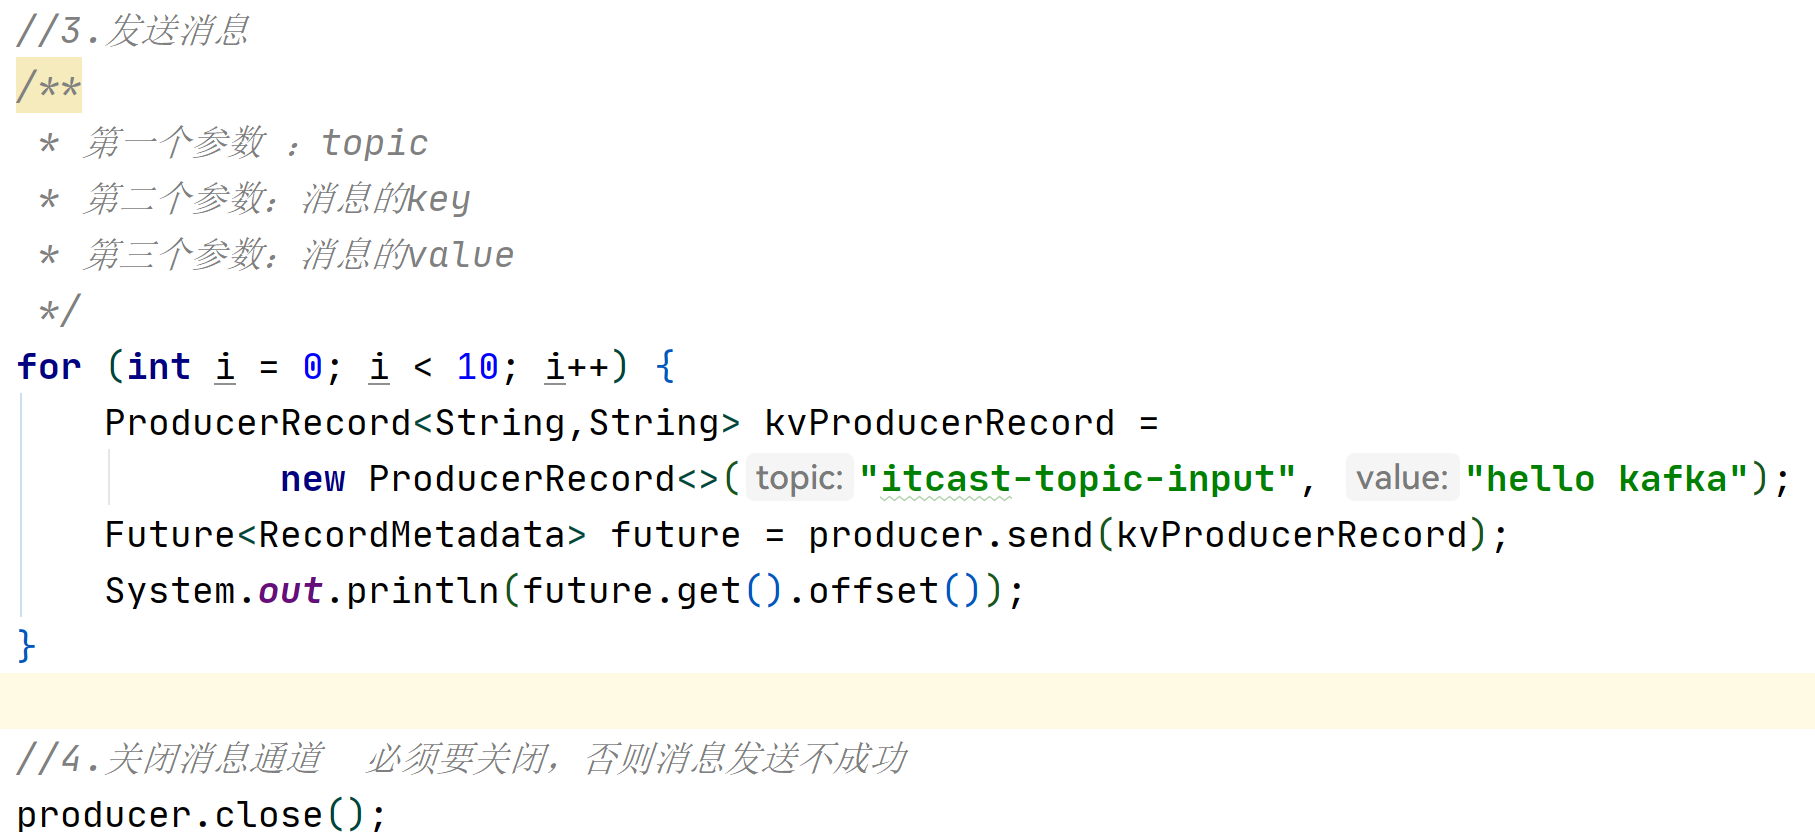 //3.发送消息
/**
 * 第一个参数 ：topic
 * 第二个参数：消息的key
 * 第三个参数：消息的value
 */
for (int i = 0; i < 10; i++) {
    ProducerRecord<String,String> kvProducerRecord =
            new ProducerRecord<>(topic: "itcast-topic-input", value: "hello kafka");
    Future<RecordMetadata> future = producer.send(kvProducerRecord);
    System.out.println(future.get().offset());
}
//4.关闭消息通道  必须要关闭，否则消息发送不成功
producer.close();